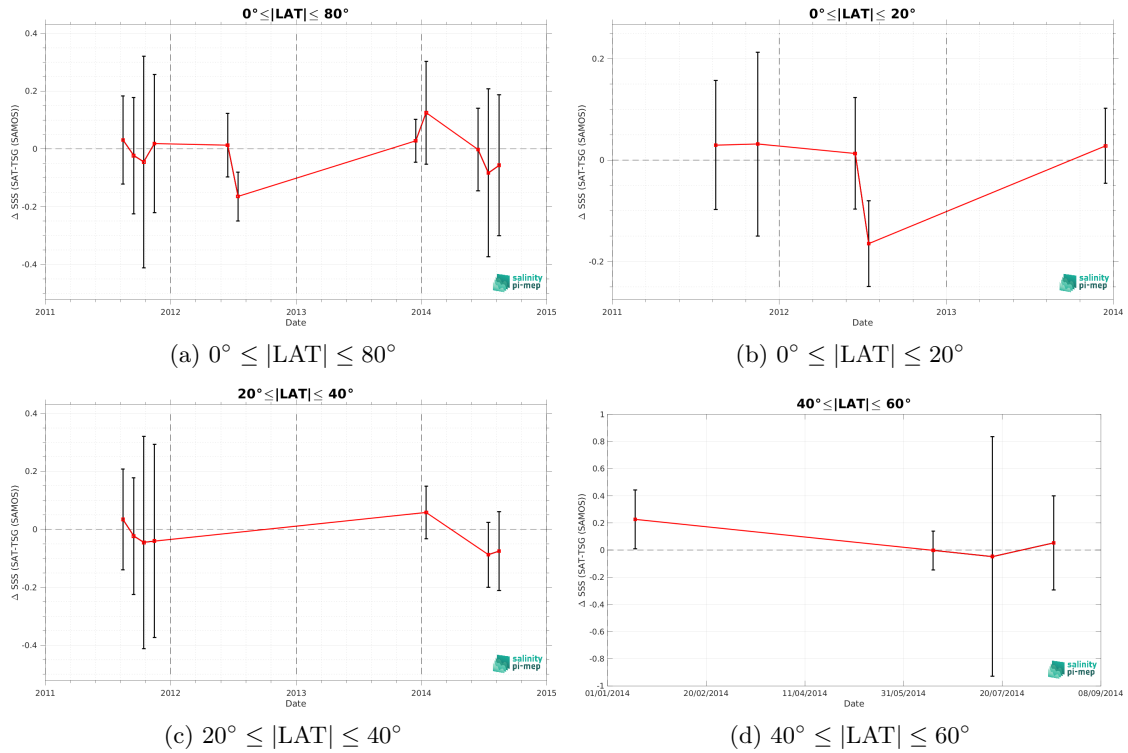 0°≤|LAT|≤ 80°
0.4
0.2
0
-0.2
-0.4
Δ SSS (SAT-TSG (SAMOS))
2011
2012
2013
2014
2015
Date
salinity
pi-mep
(a) 0° ≤ |LAT| ≤ 80°
0°≤|LAT|≤ 20°
0.2
0
-0.2
Δ SSS (SAT-TSG (SAMOS))
2011
2012
2013
2014
Date
salinity
pi-mep
(b) 0° ≤ |LAT| ≤ 20°
20°≤|LAT|≤ 40°
0.4
0.2
0
-0.2
-0.4
Δ SSS (SAT-TSG (SAMOS))
2011
2012
2013
2014
2015
Date
salinity
pi-mep
(c) 20° ≤ |LAT| ≤ 40°
40°≤|LAT|≤ 60°
1
0.8
0.6
0.4
0.2
0
-0.2
-0.4
-0.6
-0.8
-1
Δ SSS (SAT-TSG (SAMOS))
01/01/2014
20/02/2014
11/04/2014
31/05/2014
20/07/2014
08/09/2014
Date
salinity
pi-mep
(d) 40° ≤ |LAT| ≤ 60°